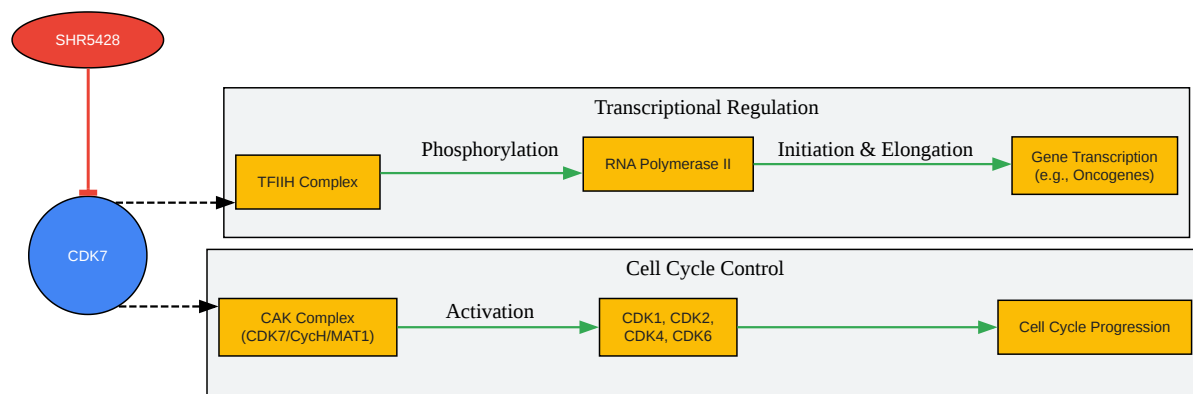 SHR5428
Transcriptional Regulation
Phosphorylation
Initiation & Elongation
TFIIH Complex
RNA Polymerase II
Gene Transcription
(e.g., Oncogenes)
CDK7
Cell Cycle Control
CAK Complex
(CDK7/CycH/MAT1)
Activation
CDK1, CDK2,
CDK4, CDK6
Cell Cycle Progression